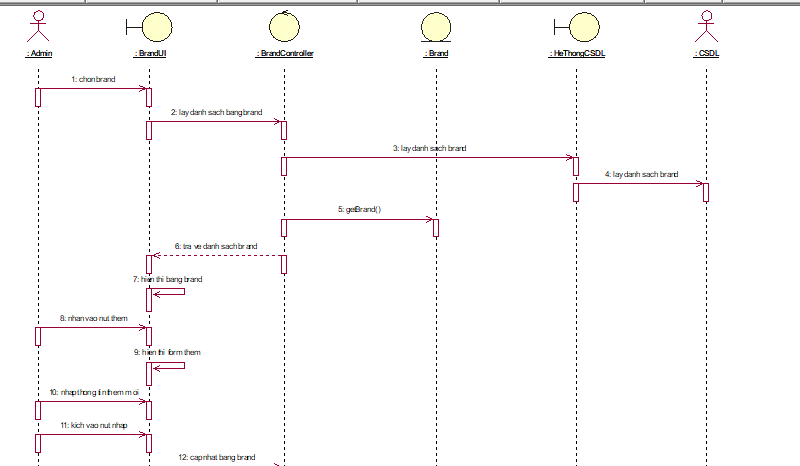 : Admin
: BrandUI
: BrandController
: Brand
: HeThongCSDL
: CSDL
1: chon brand
2: lay danh sach bang brand
3: lay danh sach brand
4: lay danh sach brand
5: getBrand()
6: tra ve danh sach brand
7: hien thi bang brand
8: nhan vao nut them
9: hien thi form them
10: nhap thong tin them moi
11: kich vao nut nhap
12: cap nhat bang brand